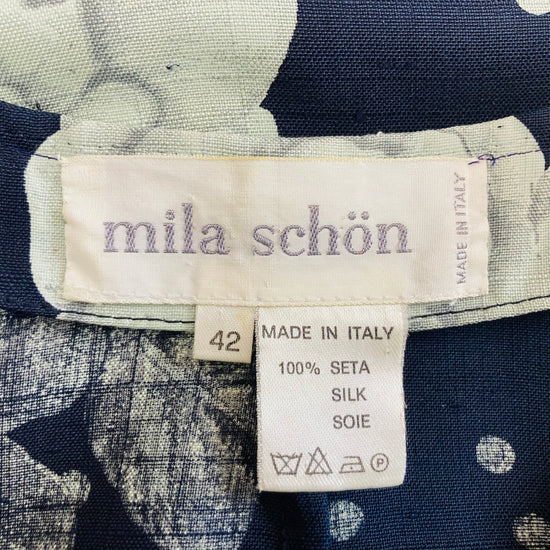 mila schön
MADE IN ITALY
42
MADE IN ITALY
100% SETA
SILK
SOIE
P